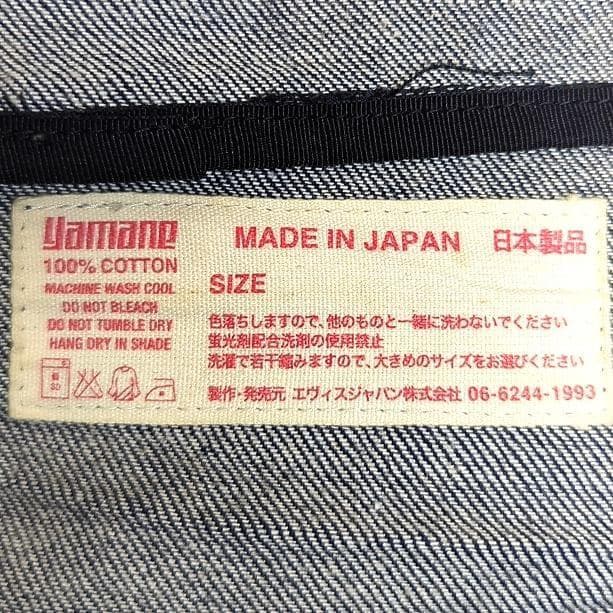 yamane
MADE IN JAPAN 日本製品
100% COTTON
MACHINE WASH COOL
DO NOT BLEACH
DO NOT TUMBLE DRY
HANG DRY IN SHADE
SIZE
色落ちしますので、他のものと一緒に洗わないでください
蛍光剤配合洗剤の使用禁止
洗濯で若干縮みますので、大きめのサイズをお選びください
製作・発売元 エヴィスジャパン株式会社 06-6244-1993